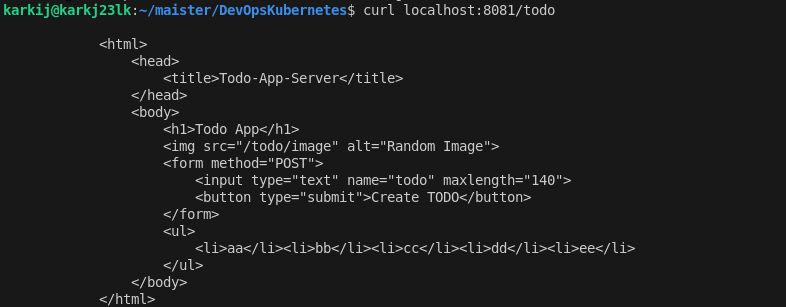 karkij@karkj23lk:~/maister/DevOpsKubernetes$ curl localhost:8081/todo
<html>
<head>
<title>Todo-App-Server</title>
</head>
<body>
<h1>Todo App</h1>
<img src="/todo/image" alt="Random Image">
<form method="POST">
<input type="text" name="todo" maxlength="140">
<button type="submit">Create TODO</button>
</form>
<ul>
<li>aa</li><li>bb</li><li>cc</li><li>dd</li><li>ee</li>
</ul>
</body>
</html>